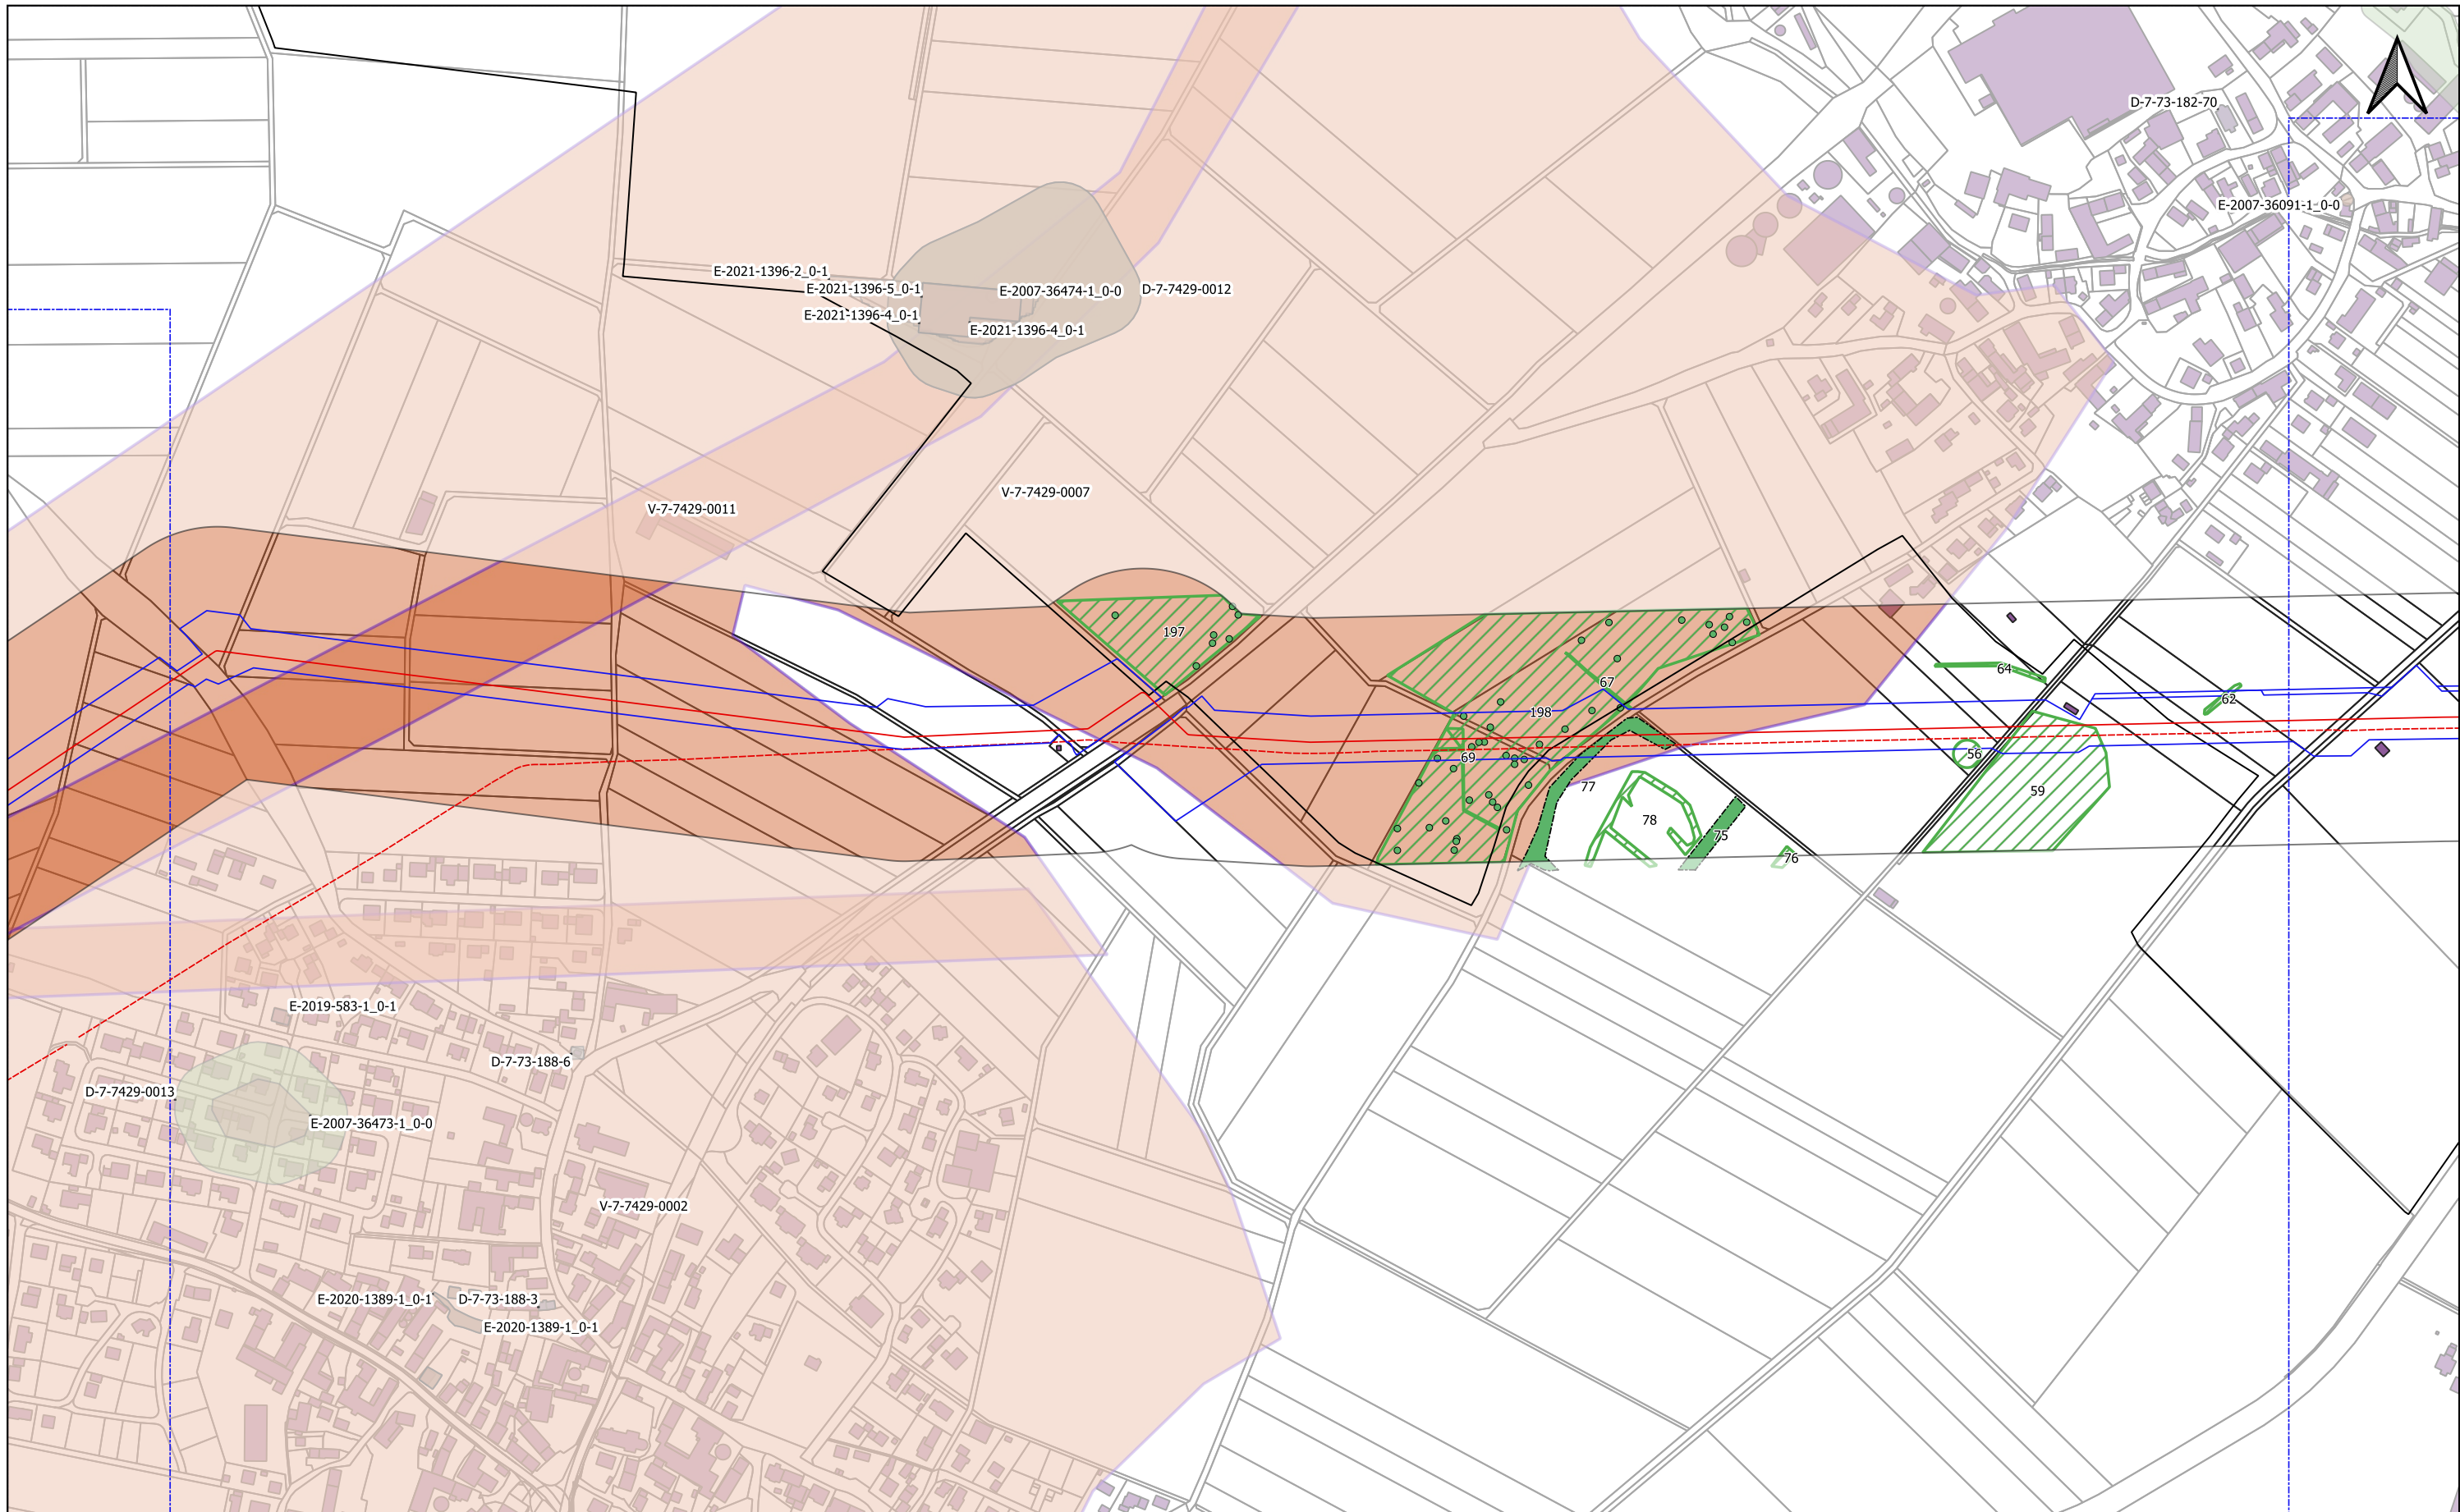 D-7-73-182-70
E-2007-36091-1_0-0
E-2021-1396-2_0-1
E-2021-1396-5_0-1
E-2007-36474-1_0-0
D-7-7429-0012
E-2021-1396-4_0-1
E-2021-1396-4_0-1
V-7-7429-0007
V-7-7429-0011
197
64
67
62
198
56
69
77
59
78
75
76
E-2019-583-1_0-1
D-7-73-188-6
D-7-7429-0013
E-2007-36473-1_0-0
V-7-7429-0002
E-2020-1389-1_0-1
D-7-73-188-3
E-2020-1389-1_0-1